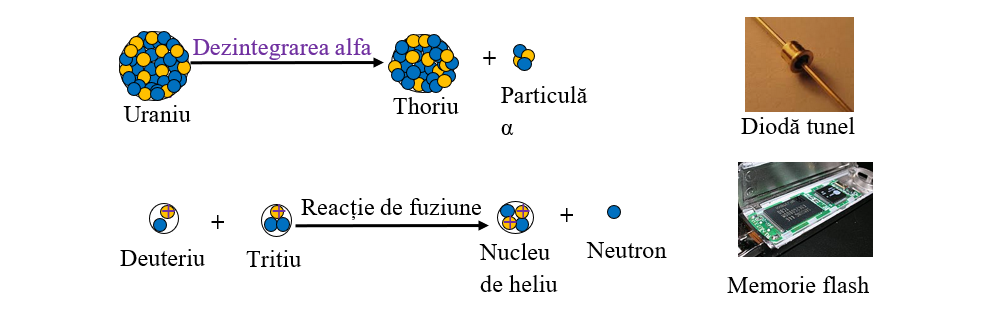 Dezintegrarea alfa
+
Uraniu
Thoriu
Particulă
α
Diodă tunel
+
Reacție de fuziune
+
Deuteriu
Tritiu
Nucleu
de heliu
Neutron
Memorie flash